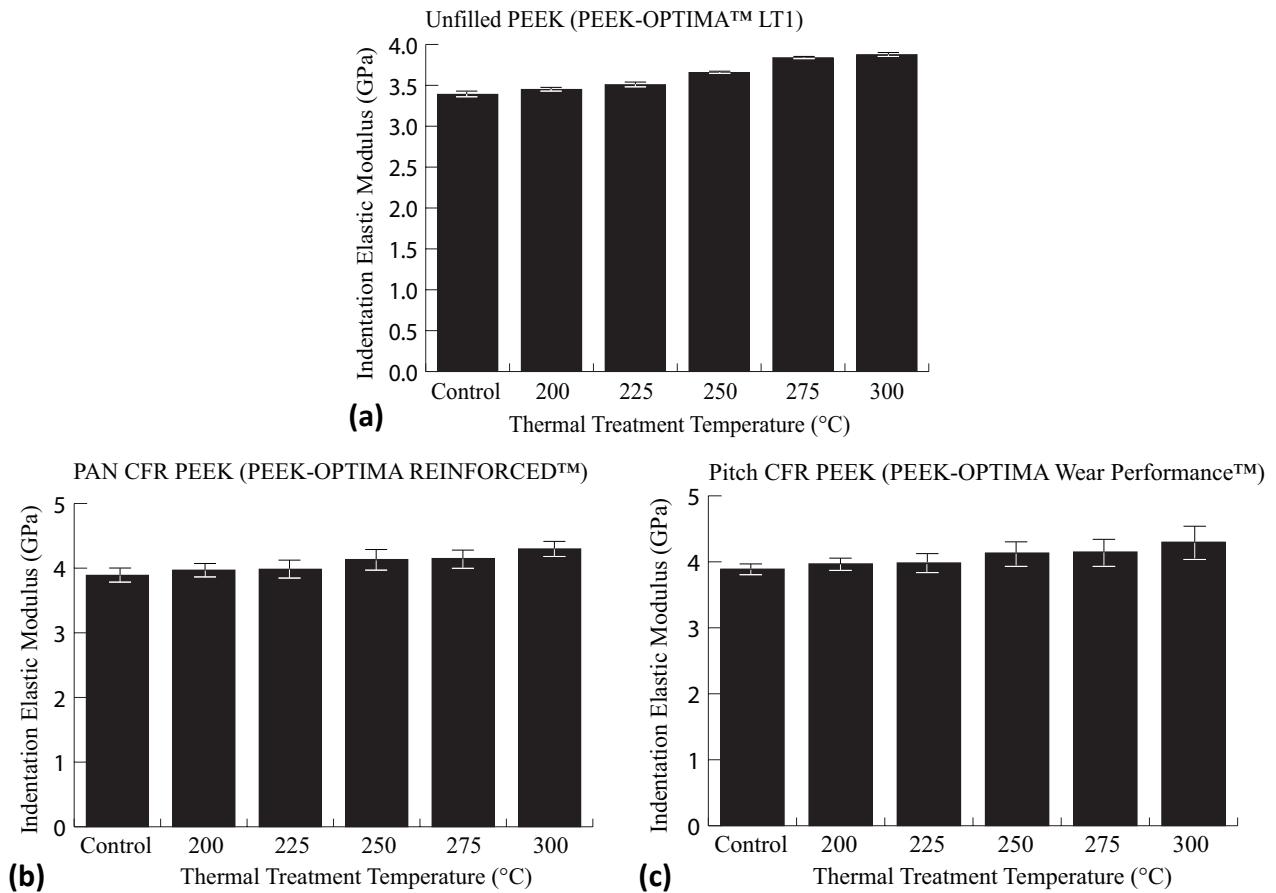 Unfilled PEEK (PEEK-OPTIMA™ LT1)
Indentation Elastic Modulus (GPa)
4.0
3.5
3.0
2.5
2.0
1.5
1.0
0.5
0.0
Control 200 225 250 275 300
Thermal Treatment Temperature (°C)
(a)
PAN CFR PEEK (PEEK-OPTIMA REINFORCED™)
Indentation Elastic Modulus (GPa)
5
4
3
2
1
0
Control 200 225 250 275 300
Thermal Treatment Temperature (°C)
(b)
Pitch CFR PEEK (PEEK-OPTIMA Wear Performance™)
Indentation Elastic Modulus (GPa)
5
4
3
2
1
0
Control 200 225 250 275 300
Thermal Treatment Temperature (°C)
(c)